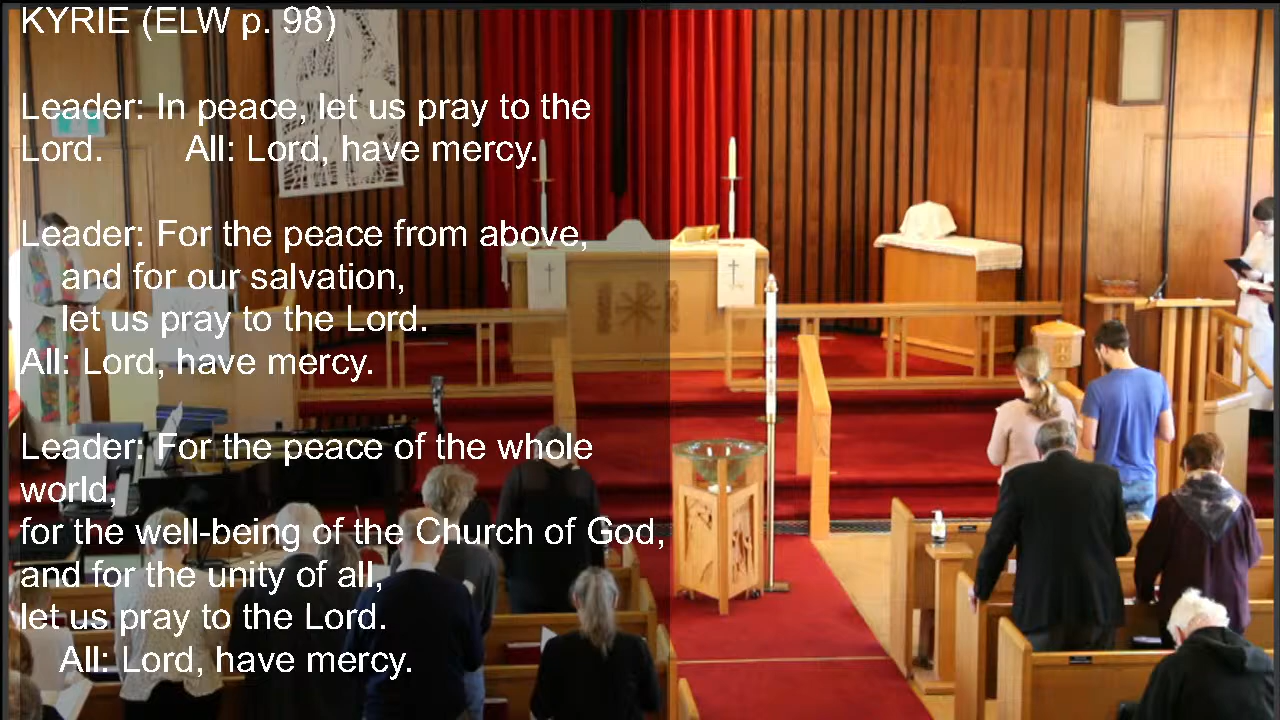 KYRIE (ELW p. 98)
Leader: In peace, let us pray to the
Lord. All: Lord, have mercy.
Leader: For the peace from above,
and for our salvation,
let us pray to the Lord.
All: Lord, have mercy.
Leader: For the peace of the whole
world,
for the well-being of the Church of God,
and for the unity of all,
let us pray to the Lord.
All: Lord, have mercy.